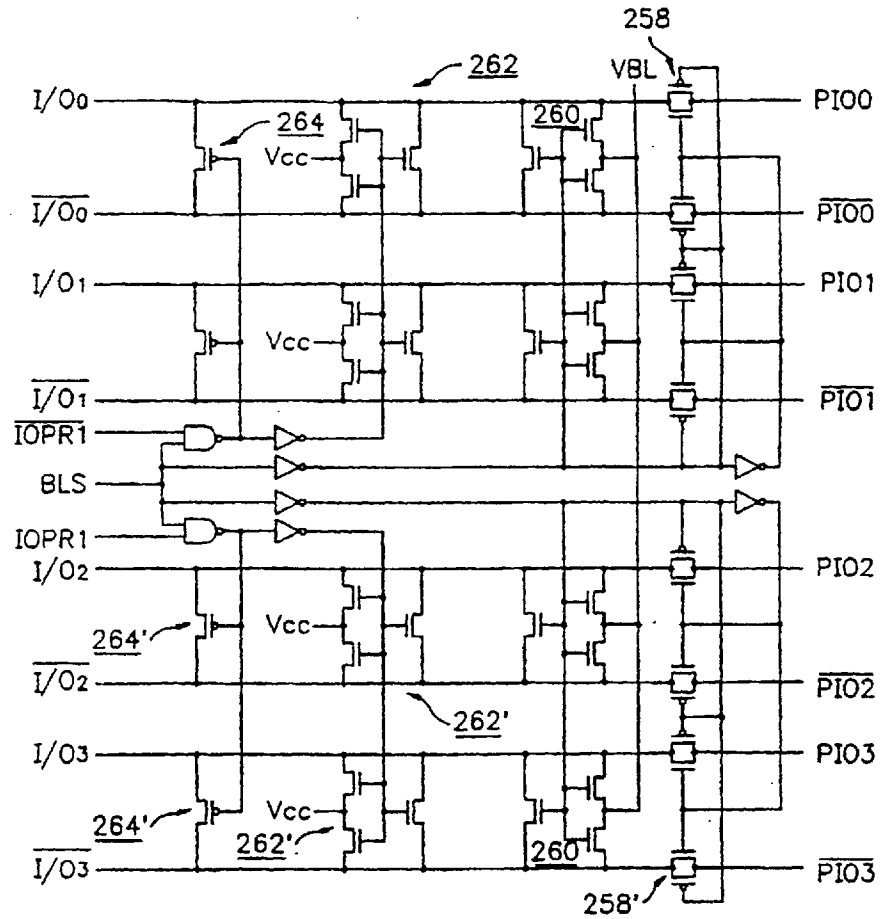 258
262
VBL
I/O0
PIO0
264
260
Vcc
I/O0
PIO0
I/O1
PIO1
Vcc
I/O1
PIO1
IOPR1
BLS
IOPR1
I/O2
PIO2
264'
Vcc
I/O2
PIO2
262'
I/O3
PIO3
264'
Vcc
262'
260
I/O3
PIO3
258'